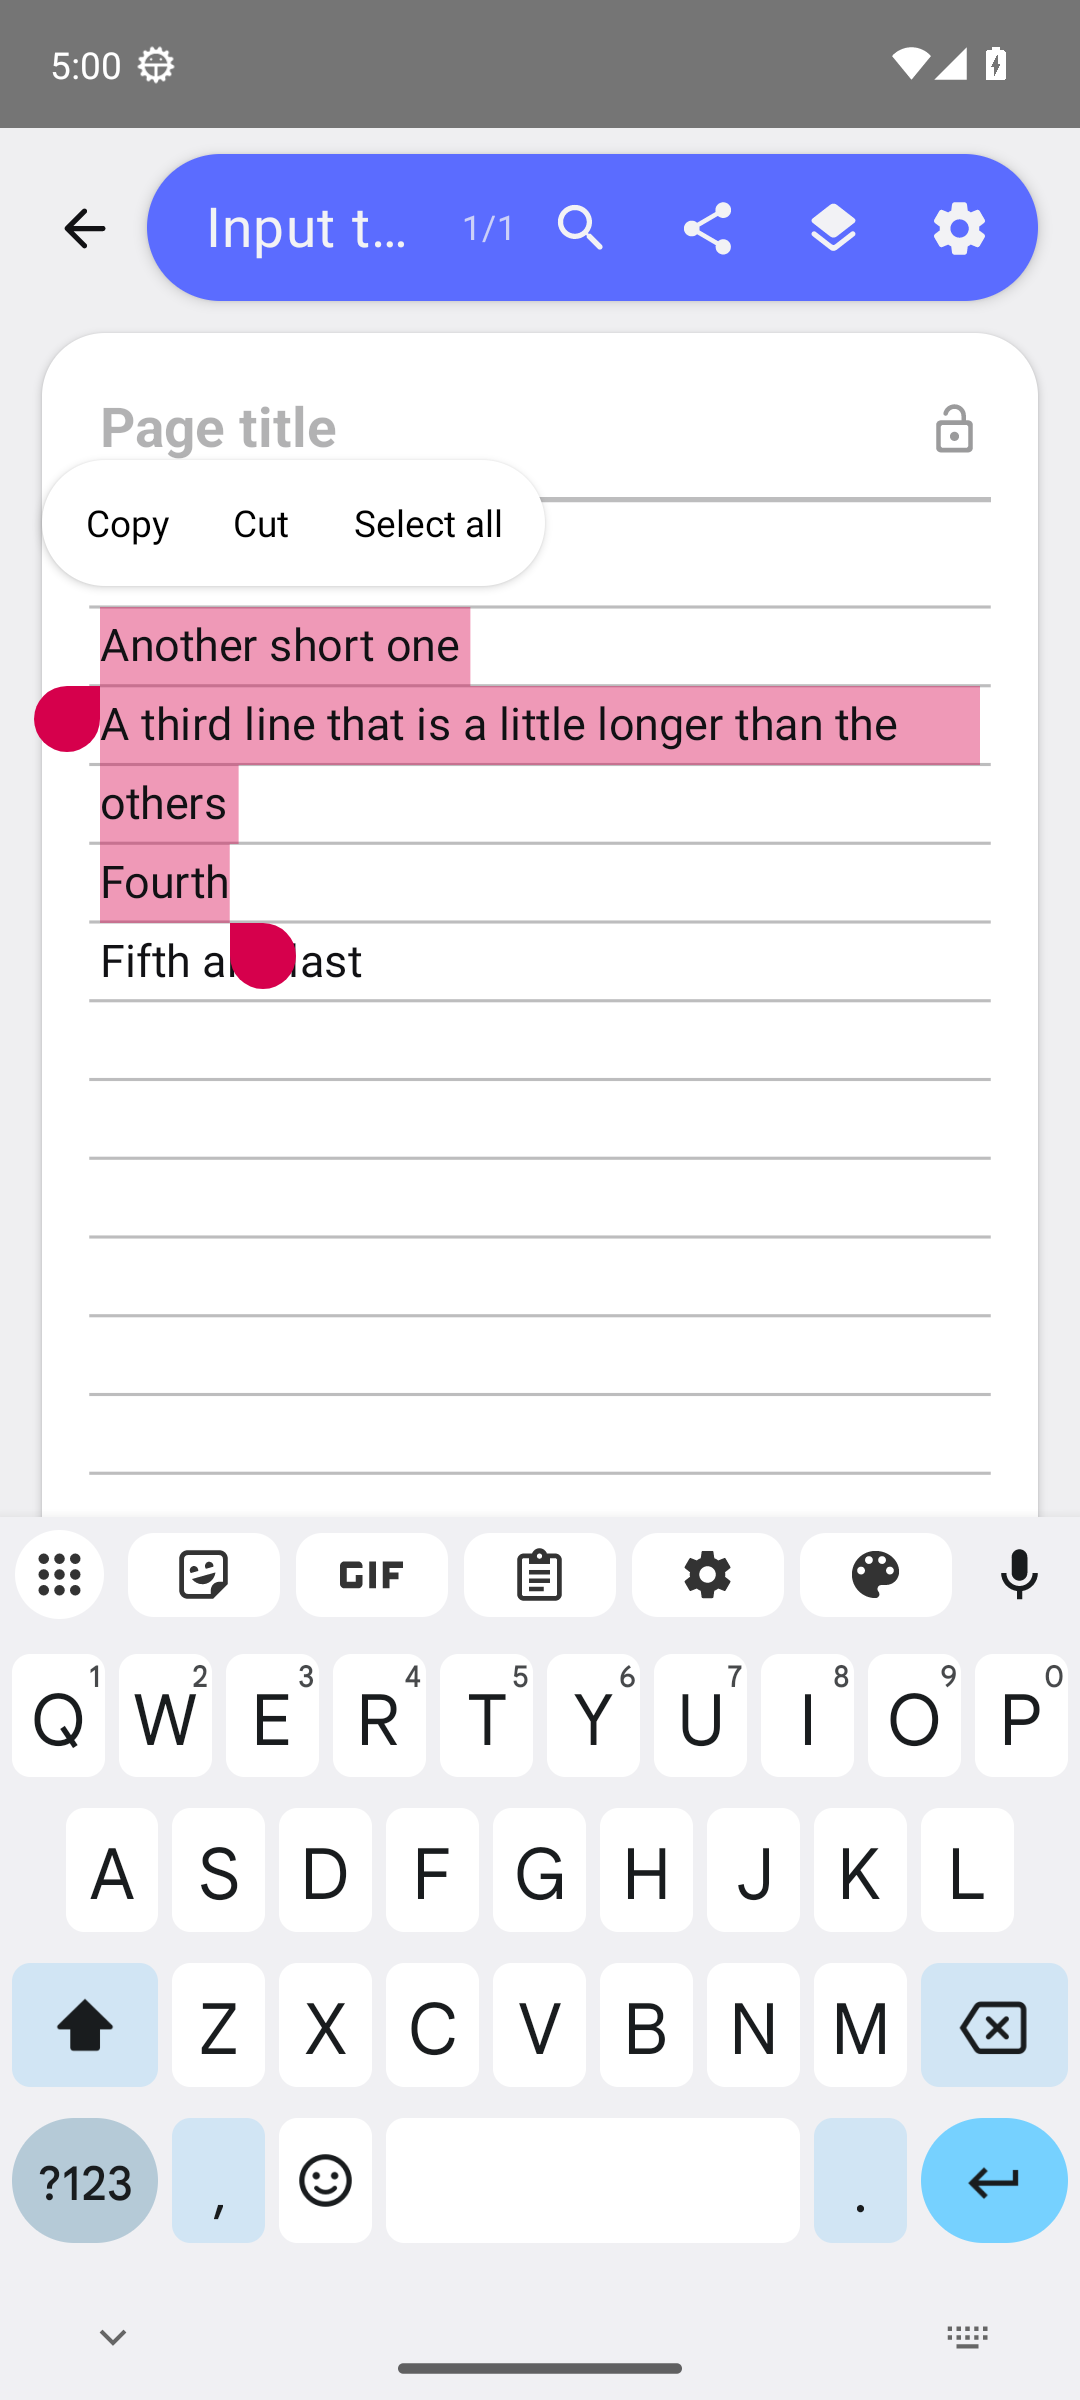 5:00
Input t...
1/1
Page title
Copy Cut Select all
Another short one
A third line that is a little longer than the
others
Fourth
Fifth a last
GIF
Q 1 W 2 E 3 R 4 T 5 Y 6 U 7 I 8 O 9 P 0
A S D F G H J K L
Z X C V B N M
?123 , .